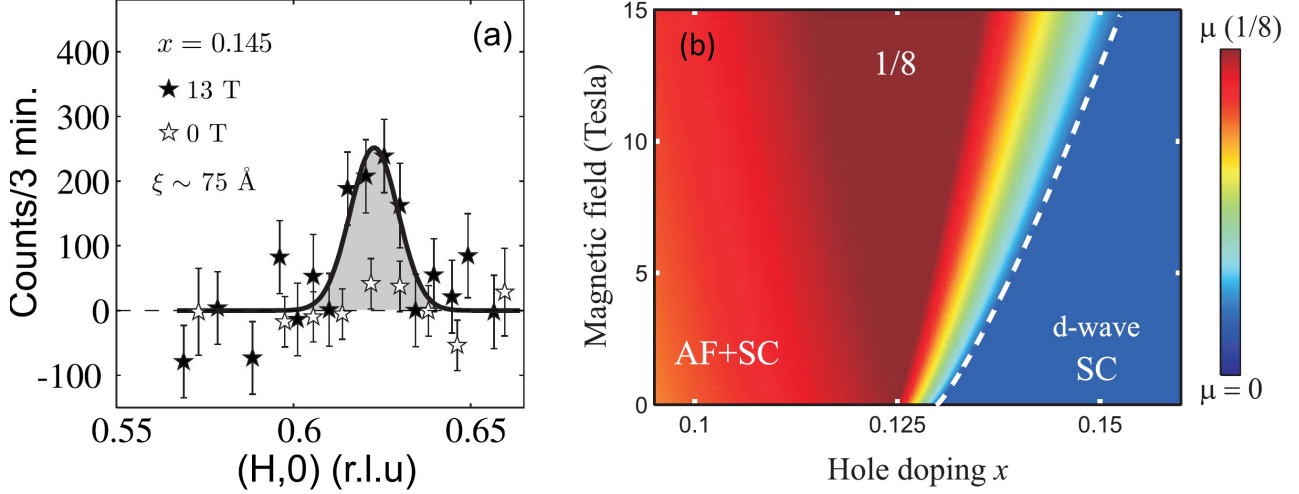 (a)
x = 0.145
★ 13 T
☆ 0 T
ξ ∼ 75 Å
400
300
200
100
0
-100
Counts/3 min.
0.55
0.6
0.65
(H,0) (r.l.u)
(b)
1/8
AF+SC
d-wave
SC
15
10
5
0
Magnetic field (Tesla)
0.1
0.125
0.15
Hole doping x
μ (1/8)
μ = 0